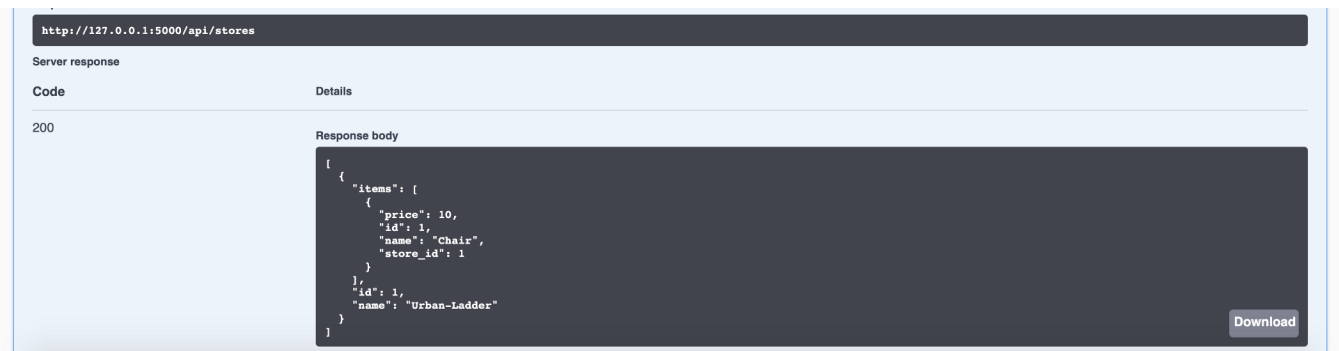 http://127.0.0.1:5000/api/stores
Server response
Code Details
200
Response body
[
  {
    "items": [
      {
        "price": 10,
        "id": 1,
        "name": "Chair",
        "store_id": 1
      }
    ],
    "id": 1,
    "name": "Urban-Ladder"
  }
]
Download